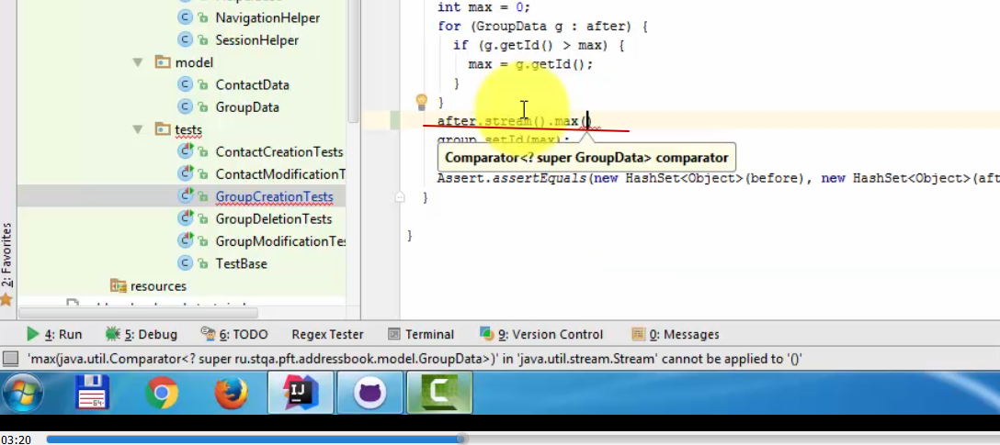 NavigationHelper
SessionHelper
model
ContactData
GroupData
tests
ContactCreationTests
ContactModificationT
GroupCreationTests
GroupDeletionTests
GroupModificationTe
TestBase
resources
2: Favorites
int max = 0;
for (GroupData g : after) {
if (g.getId() > max) {
max = g.getId();
}
}
after.stream().max()
group.setId(max);
Comparator<? super GroupData> comparator
Assert.assertEquals(new HashSet<Object>(before), new HashSet<Object>(aft
}
}
4: Run 5: Debug 6: TODO Regex Tester Terminal 9: Version Control 0: Messages
'max(java.util.Comparator<? super ru.stqa.pft.addressbook.model.GroupData>)' in 'java.util.stream.Stream' cannot be applied to '()'
64
IJ
C
03:20